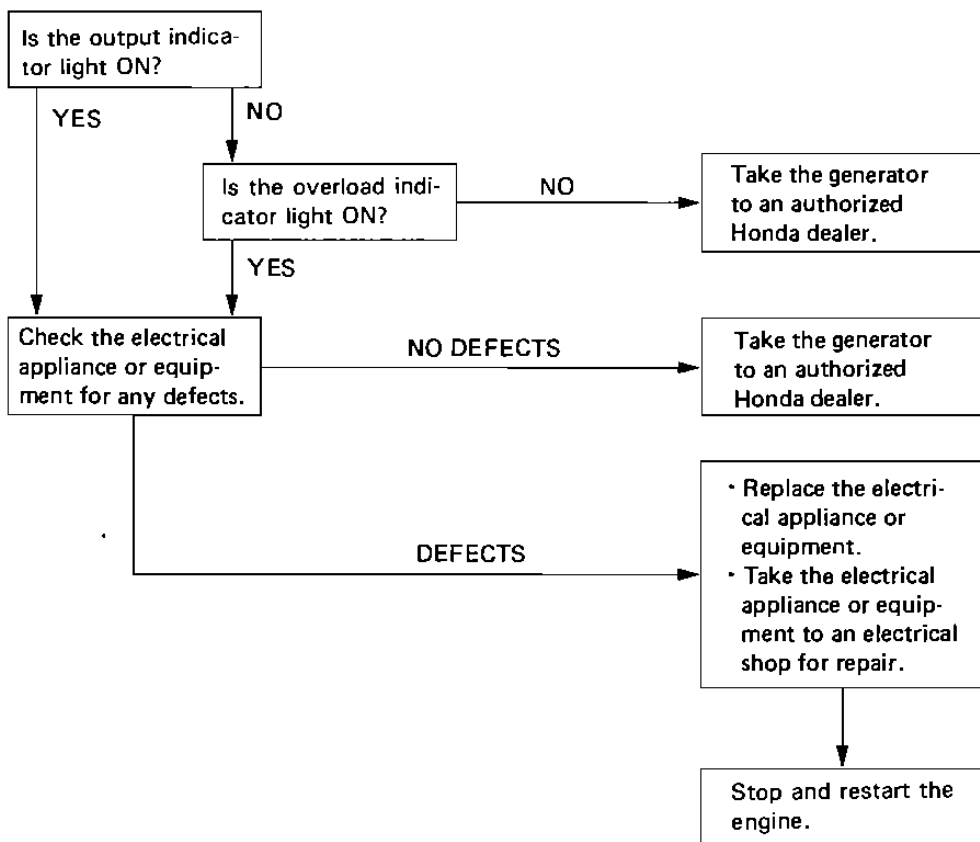 Is the output indica-
tor light ON?
YES
NO
Is the overload indi-
cator light ON?
NO
Take the generator
to an authorized
Honda dealer.
YES
Check the electrical
appliance or equip-
ment for any defects.
NO DEFECTS
Take the generator
to an authorized
Honda dealer.
DEFECTS
· Replace the electri-
cal appliance or
equipment.
· Take the electrical
appliance or equip-
ment to an electrical
shop for repair.
Stop and restart the
engine.